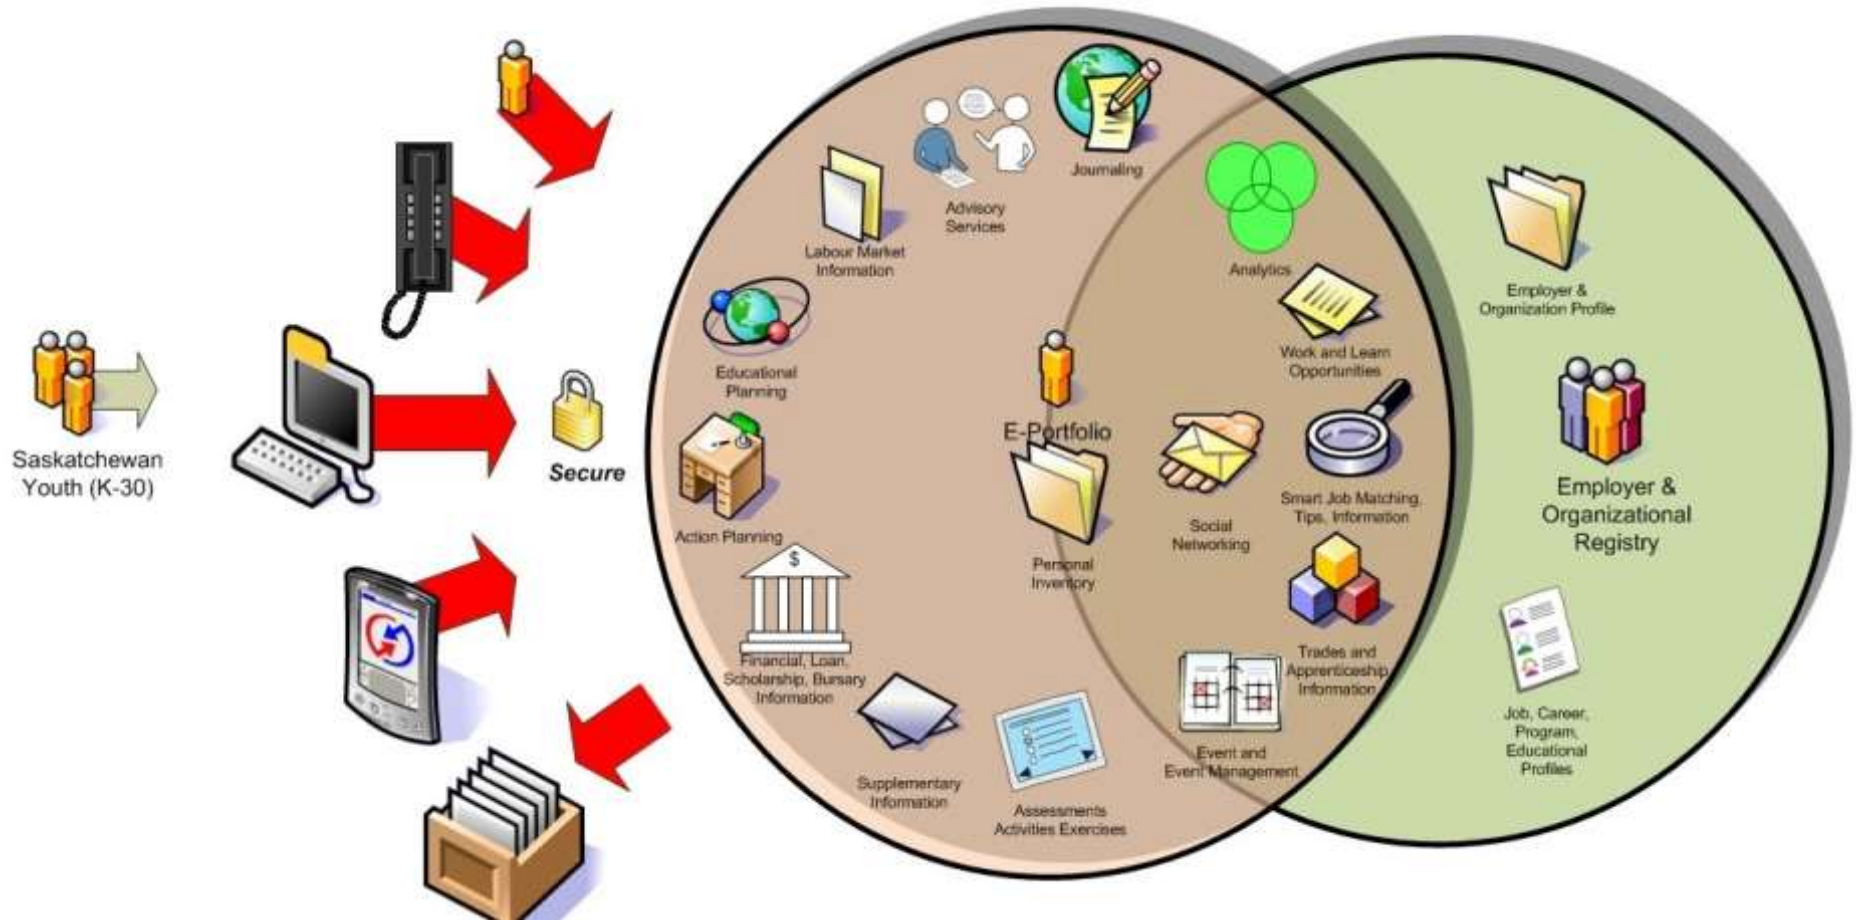 Saskatchewan
Youth (K-30)
Secure
Journaling
Advisory
Services
Labour Market
Information
Educational
Planning
Action Planning
$
Financial, Loan,
Scholarship, Bursary
Information
Supplementary
Information
Assessments
Activities Exercises
E-Portfolio
Personal
Inventory
Analytics
Work and Learn
Opportunities
Smart Job Matching,
Tips, Information
Social
Networking
Trades and
Apprenticeship
Information
Event and
Event Management
Employer &
Organization Profile
Employer &
Organizational
Registry
Job, Career,
Program,
Educational
Profiles